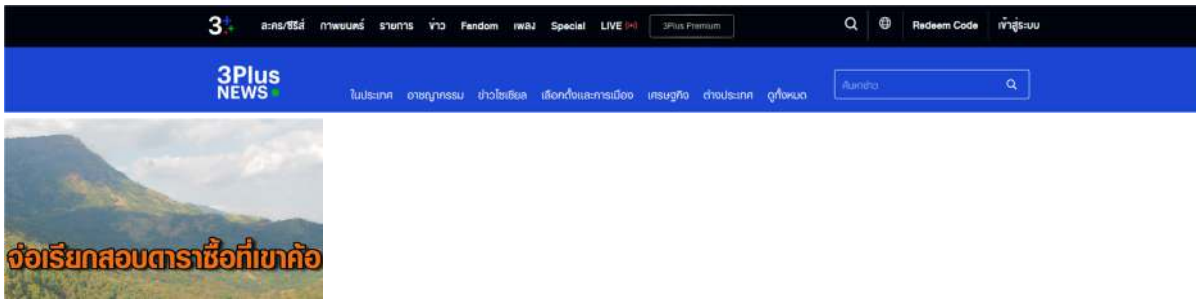 3+ ละคร/ซีรีส์ ภาพยนตร์ รายการ ข่าว Fandom เพลง Special LIVE 3Plus Premium Redeem Code เข้าสู่ระบบ
3Plus
NEWS
ในประเทศ อาชญากรรม ข่าวโซเชียล เลือกตั้งและการเมือง เศรษฐกิจ ต่างประเทศ ดูทั้งหมด ค้นหาข่าว
จ่อเรียกสอบดาราซื้อที่เขาค้อ